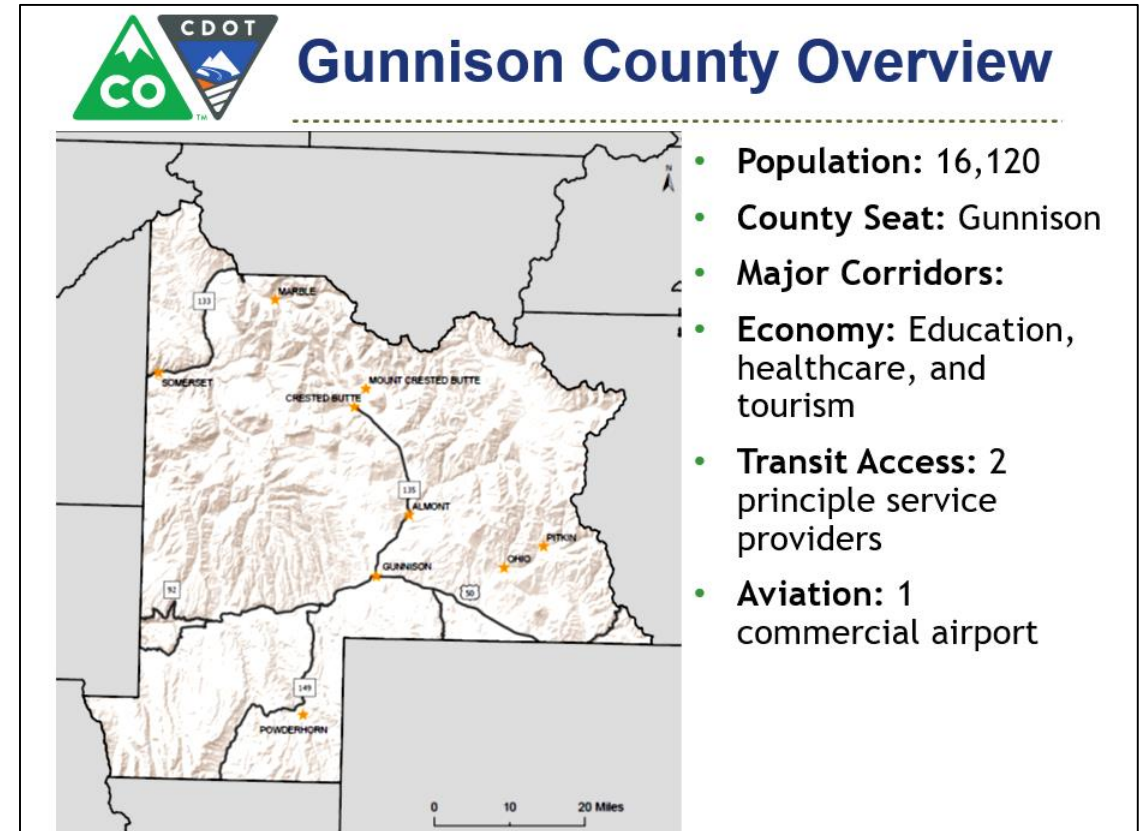 CDOT
CO
TM
Gunnison County Overview
N
133
MARBLE
SOMERSET
MOUNT CRESTED BUTTE
CRESTED BUTTE
135
ALMONT
PITKIN
OHIO
GUNNISON
92
50
149
POWDERHORN
0 10 20 Miles
• Population: 16,120
• County Seat: Gunnison
• Major Corridors:
• Economy: Education,
healthcare, and
tourism
• Transit Access: 2
principle service
providers
• Aviation: 1
commercial airport